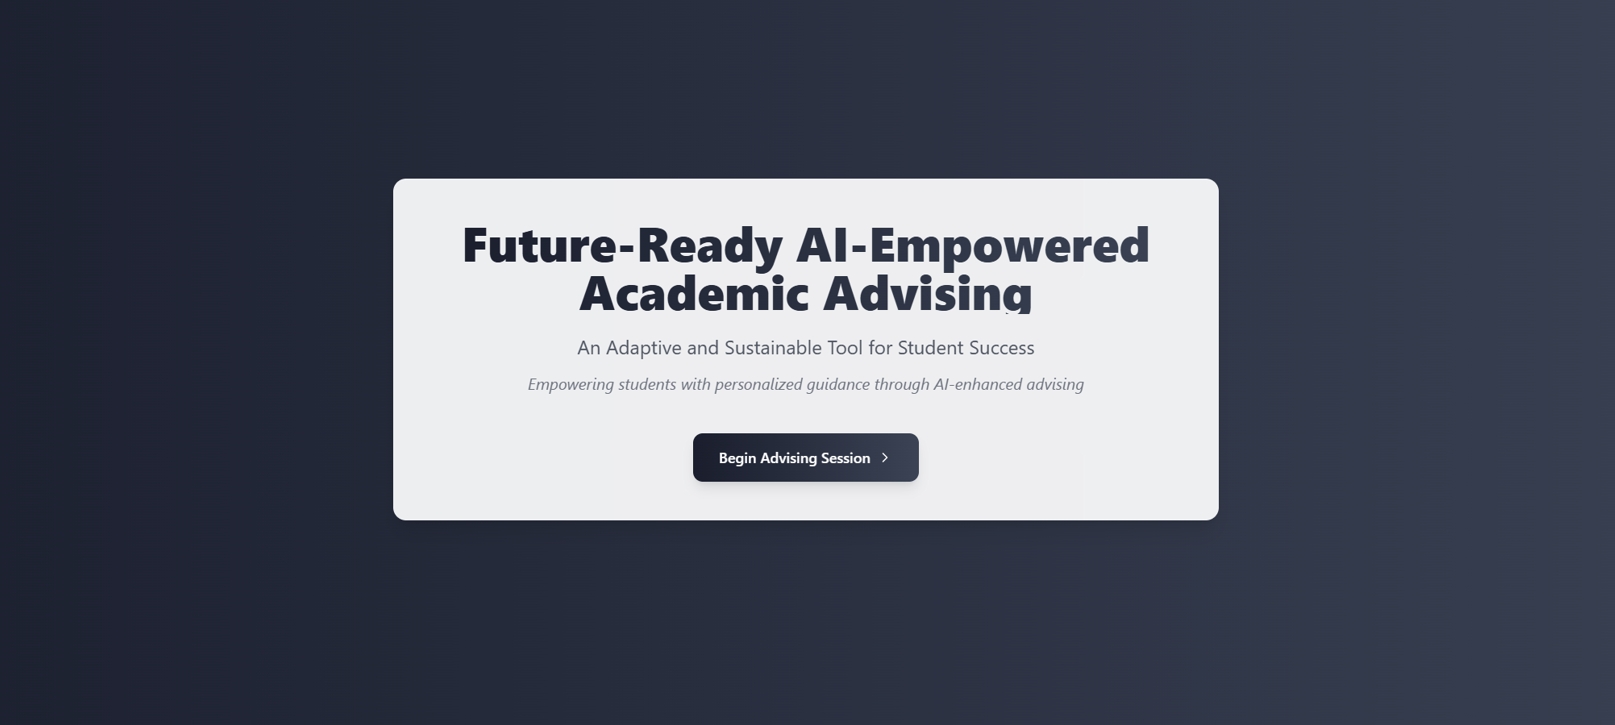 Future-Ready AI-Empowered
Academic Advising
An Adaptive and Sustainable Tool for Student Success
Empowering students with personalized guidance through AI-enhanced advising
Begin Advising Session